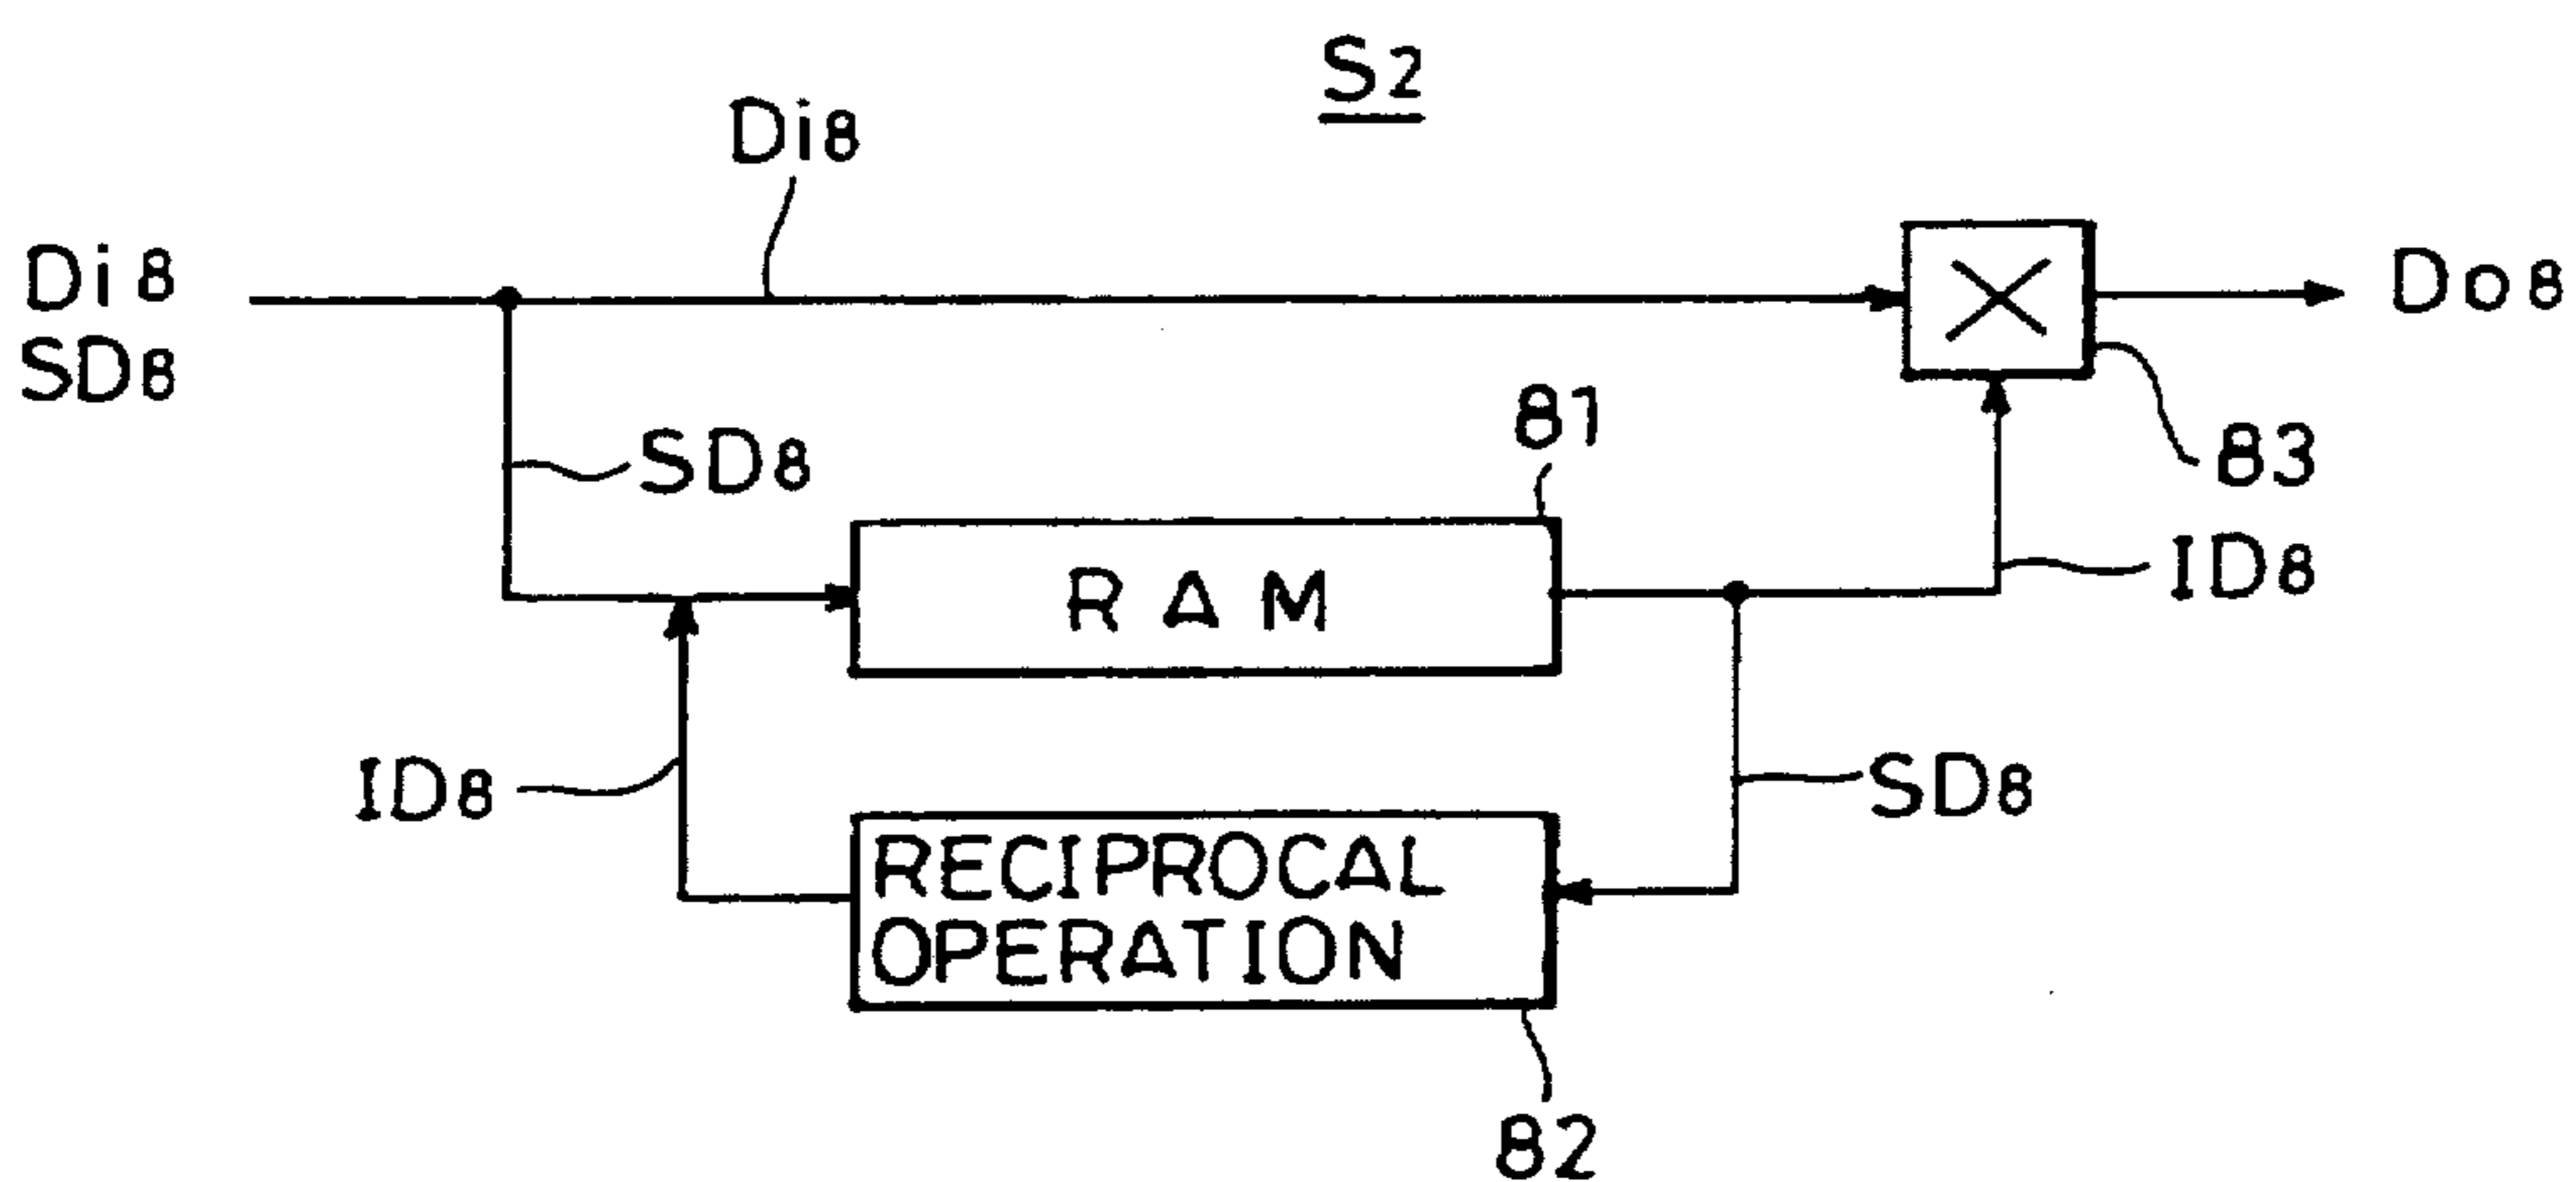 S2
Di8
Di8
SD8
Do8
SD8
81
83
RAM
ID8
ID8
SD8
RECIPROCAL
OPERATION
82